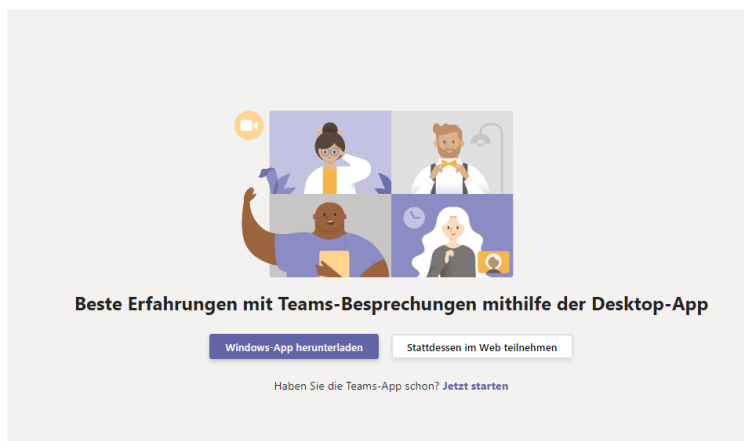 Beste Erfahrungen mit Teams-Besprechungen mithilfe der Desktop-App
Windows-App herunterladen
Stattdessen im Web teilnehmen
Haben Sie die Teams-App schon? Jetzt starten